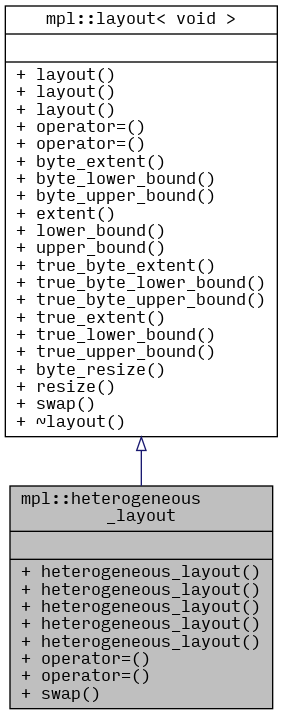 mpl::layout< void >
+ layout()
+ layout()
+ layout()
+ operator=()
+ operator=()
+ byte_extent()
+ byte_lower_bound()
+ byte_upper_bound()
+ extent()
+ lower_bound()
+ upper_bound()
+ true_byte_extent()
+ true_byte_lower_bound()
+ true_byte_upper_bound()
+ true_extent()
+ true_lower_bound()
+ true_upper_bound()
+ byte_resize()
+ resize()
+ swap()
+ ~layout()
mpl::heterogeneous
_layout
+ heterogeneous_layout()
+ heterogeneous_layout()
+ heterogeneous_layout()
+ heterogeneous_layout()
+ heterogeneous_layout()
+ operator=()
+ operator=()
+ swap()